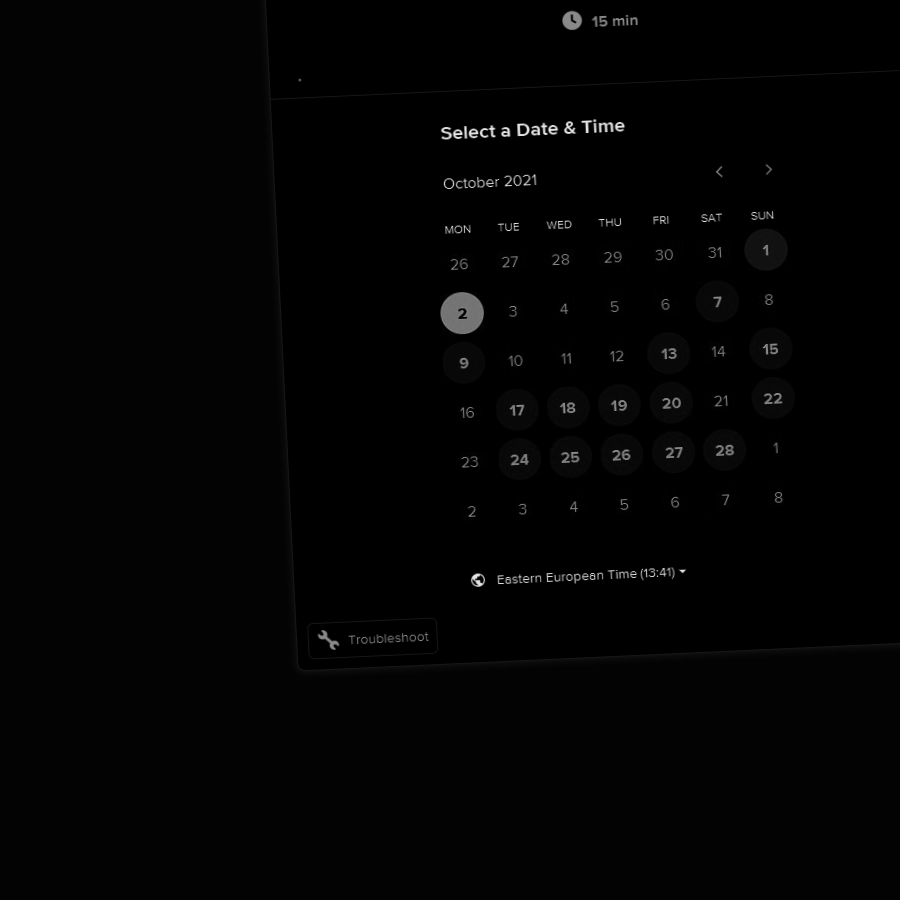 15 min
Select a Date & Time
October 2021
MON TUE WED THU FRI SAT SUN
26 27 28 29 30 31 1
2 3 4 5 6 7 8
9 10 11 12 13 14 15
16 17 18 19 20 21 22
23 24 25 26 27 28 1
2 3 4 5 6 7 8
Eastern European Time (13:41)
Troubleshoot